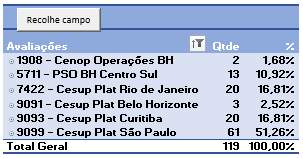 Recolhe campo
Avaliações Qtde %
1908 - Cenop Operações BH 2 1,68%
5711 - PSO BH Centro Sul 13 10,92%
7422 - Cesup Plat Rio de Janeiro 20 16,81%
9091 - Cesup Plat Belo Horizonte 3 2,52%
9093 - Cesup Plat Curitiba 20 16,81%
9099 - Cesup Plat São Paulo 61 51,26%
Total Geral 119 100,00%